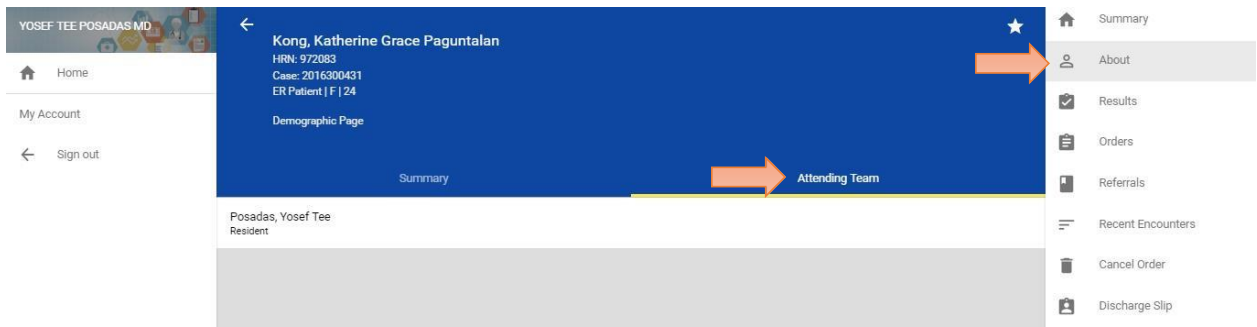 YOSEF TEE POSADAS MD
Home
My Account
Sign out
Kong, Katherine Grace Paguntalan
HRN: 972083
Case: 2016300431
ER Patient | F | 24
Demographic Page
Summary
Attending Team
Posadas, Yosef Tee
Resident
Summary
About
Results
Orders
Referrals
Recent Encounters
Cancel Order
Discharge Slip